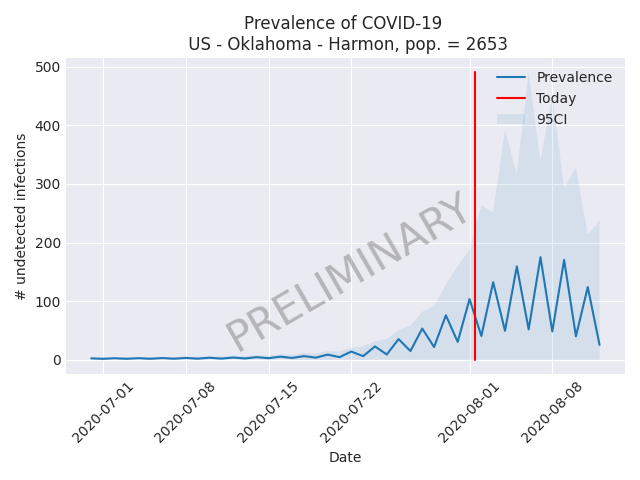 Prevalence of COVID-19
US - Oklahoma - Harmon, pop. = 2653
# undetected infections
500
400
300
200
100
0
Prevalence
Today
95CI
PRELIMINARY
2020-07-01
2020-07-08
2020-07-15
2020-07-22
2020-08-01
2020-08-08
Date